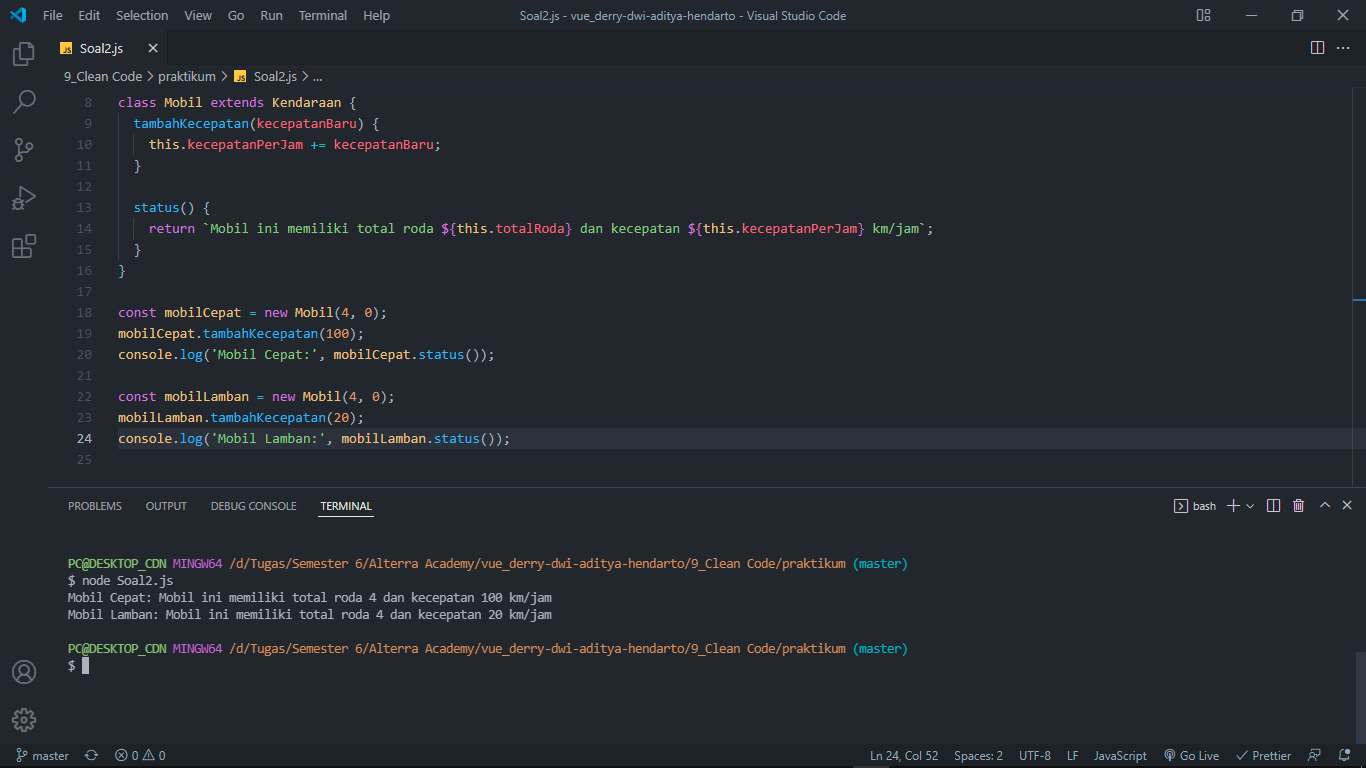 File Edit Selection View Go Run Terminal Help Soal2.js - vue_derry-dwi-aditya-hendarto - Visual Studio Code
JS Soal2.js
9_Clean Code > praktikum > JS Soal2.js > ...
8 class Mobil extends Kendaraan {
9 tambahKecepatan(kecepatanBaru) {
10 this.kecepatanPerJam += kecepatanBaru;
11 }
12
13 status() {
14 return `Mobil ini memiliki total roda ${this.totalRoda} dan kecepatan ${this.kecepatanPerJam} km/jam`;
15 }
16 }
17
18 const mobilCepat = new Mobil(4, 0);
19 mobilCepat.tambahKecepatan(100);
20 console.log('Mobil Cepat:', mobilCepat.status());
21
22 const mobilLamban = new Mobil(4, 0);
23 mobilLamban.tambahKecepatan(20);
24 console.log('Mobil Lamban:', mobilLamban.status());
25
PROBLEMS OUTPUT DEBUG CONSOLE TERMINAL bash
PC@DESKTOP_CDN MINGW64 /d/Tugas/Semester 6/Alterra Academy/vue_derry-dwi-aditya-hendarto/9_Clean Code/praktikum (master)
$ node Soal2.js
Mobil Cepat: Mobil ini memiliki total roda 4 dan kecepatan 100 km/jam
Mobil Lamban: Mobil ini memiliki total roda 4 dan kecepatan 20 km/jam
PC@DESKTOP_CDN MINGW64 /d/Tugas/Semester 6/Alterra Academy/vue_derry-dwi-aditya-hendarto/9_Clean Code/praktikum (master)
$
master 0 0 Ln 24, Col 52 Spaces: 2 UTF-8 LF JavaScript Go Live Prettier